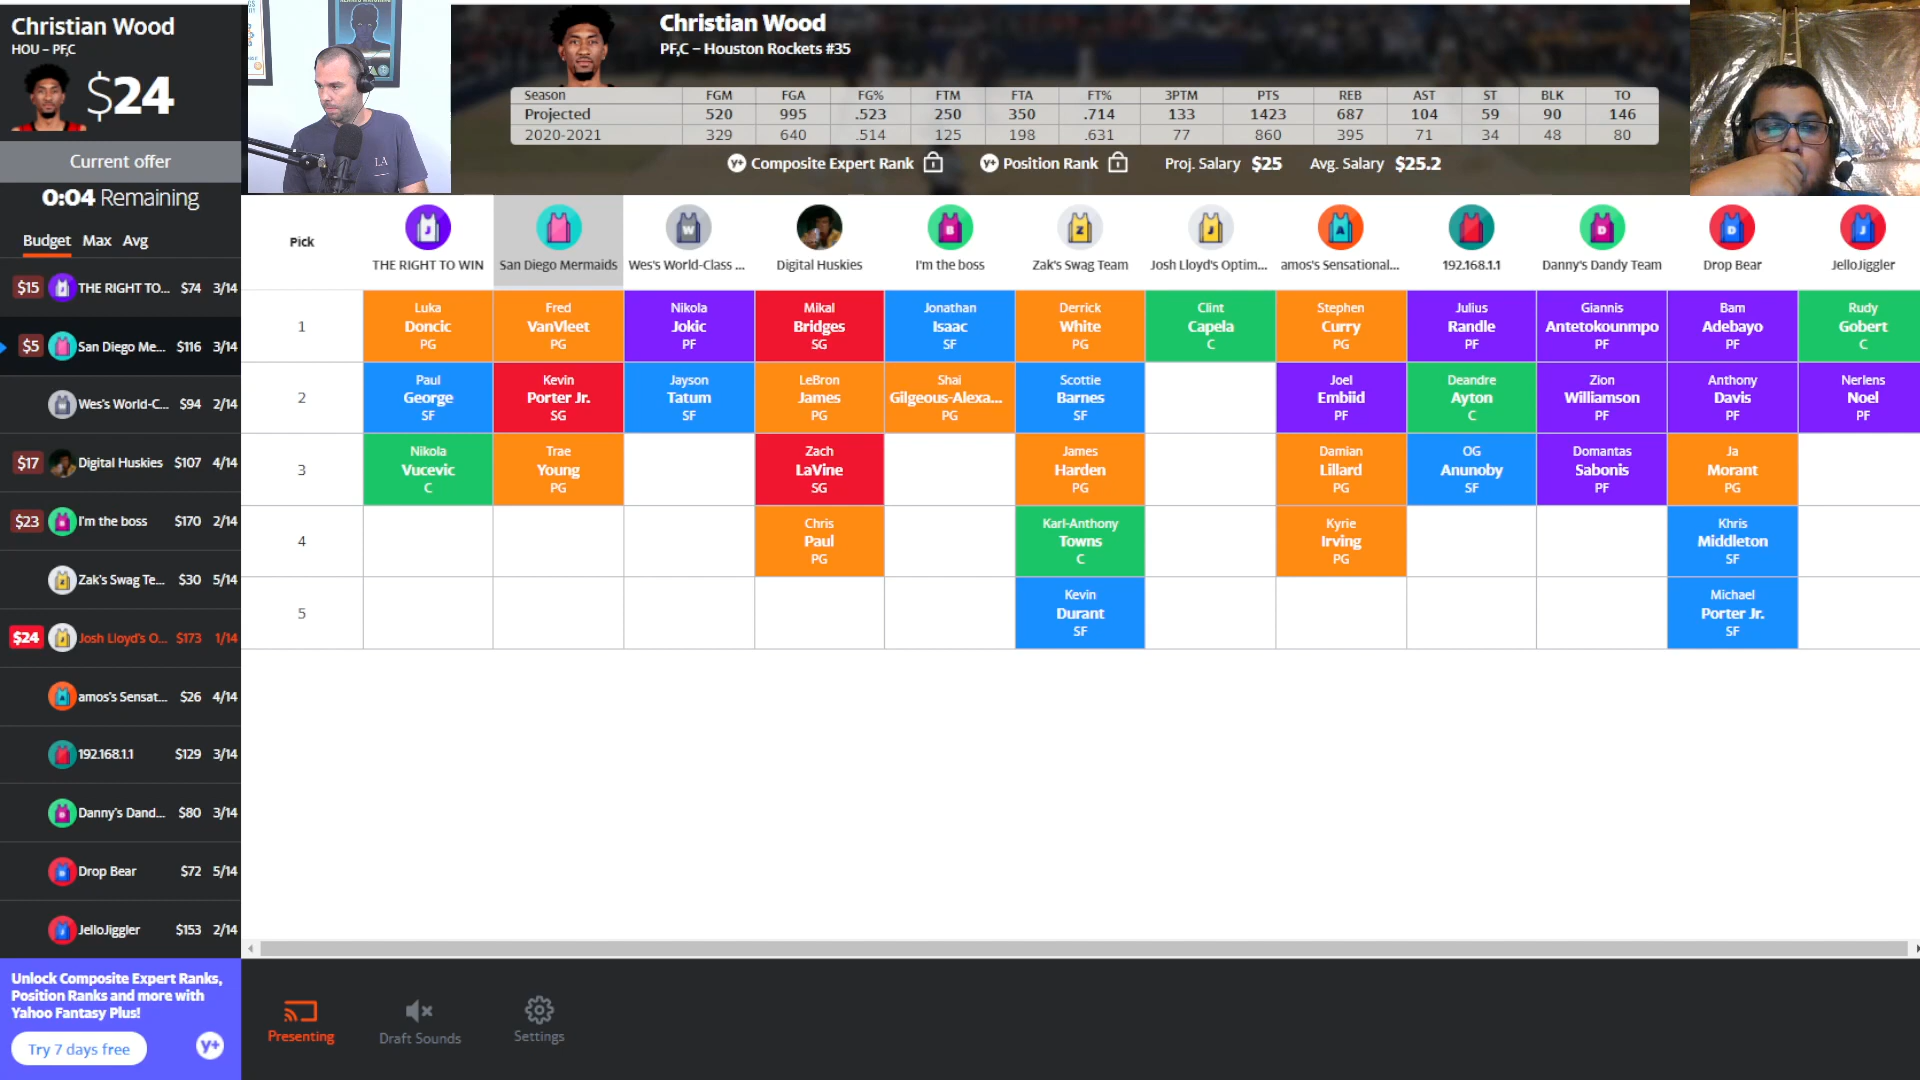 Christian Wood
HOU – PF,C
$24
Current offer
0:04 Remaining
Budget Max Avg
$15 THE RIGHT TO... $74 3/14
$5 San Diego Me... $116 3/14
Wes's World-C... $94 2/14
$17 Digital Huskies $107 4/14
$23 I'm the boss $170 2/14
Zak's Swag Te... $30 5/14
$24 Josh Lloyd's O... $173 1/14
amos's Sensat... $26 4/14
192.168.1.1 $129 3/14
Danny's Dand... $80 3/14
Drop Bear $72 5/14
JelloJiggler $153 2/14
Unlock Composite Expert Ranks,
Position Ranks and more with
Yahoo Fantasy Plus!
Try 7 days free
y+
LA
Christian Wood
PF,C – Houston Rockets #35
Season FGM FGA FG% FTM FTA FT% 3PTM PTS REB AST ST BLK TO
Projected 520 995 .523 250 350 .714 133 1423 687 104 59 90 146
2020-2021 329 640 .514 125 198 .631 77 860 395 71 34 48 80
y+ Composite Expert Rank y+ Position Rank Proj. Salary $25 Avg. Salary $25.2
J W B Z J A D D J
Pick THE RIGHT TO WIN San Diego Mermaids Wes's World-Class ... Digital Huskies I'm the boss Zak's Swag Team Josh Lloyd's Optim... amos's Sensational... 192.168.1.1 Danny's Dandy Team Drop Bear JelloJiggler
Luka Fred Nikola Mikal Jonathan Derrick Clint Stephen Julius Giannis Bam Rudy
1 Doncic VanVleet Jokic Bridges Isaac White Capela Curry Randle Antetokounmpo Adebayo Gobert
PG PG PF SG SF PG C PG PF PF PF C
Paul Kevin Jayson LeBron Shai Scottie Joel Deandre Zion Anthony Nerlens
2 George Porter Jr. Tatum James Gilgeous-Alexa... Barnes Embiid Ayton Williamson Davis Noel
SF SG SF PG PG SF PF C PF PF PF
Nikola Trae Zach James Damian OG Domantas Ja
3 Vucevic Young LaVine Harden Lillard Anunoby Sabonis Morant
C PG SG PG PG SF PF PG
Chris Karl-Anthony Kyrie Khris
4 Paul Towns Irving Middleton
PG C PG SF
Kevin Michael
5 Durant Porter Jr.
SF SF
Presenting Draft Sounds Settings